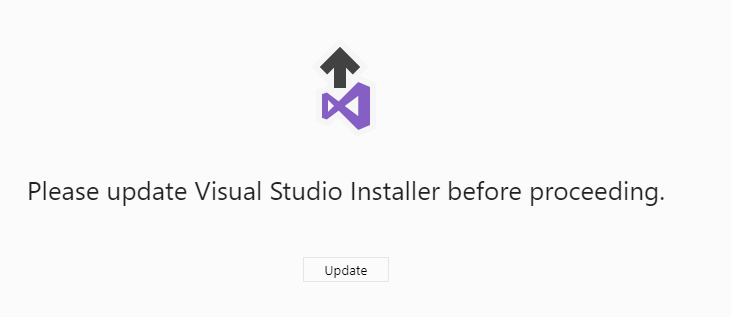 Please update Visual Studio Installer before proceeding.
Update